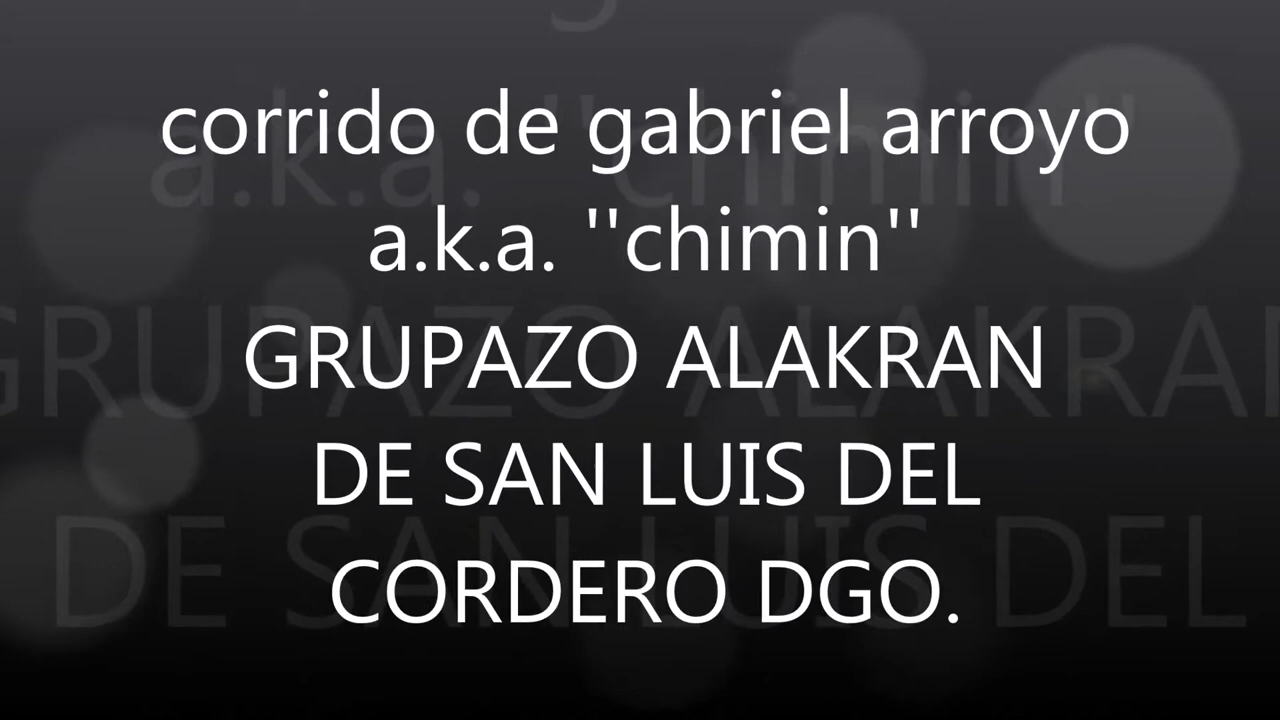 corrido de gabriel arroyo
a.k.a. ''chimin''
GRUPAZO ALAKRAN
DE SAN LUIS DEL
CORDERO DGO.